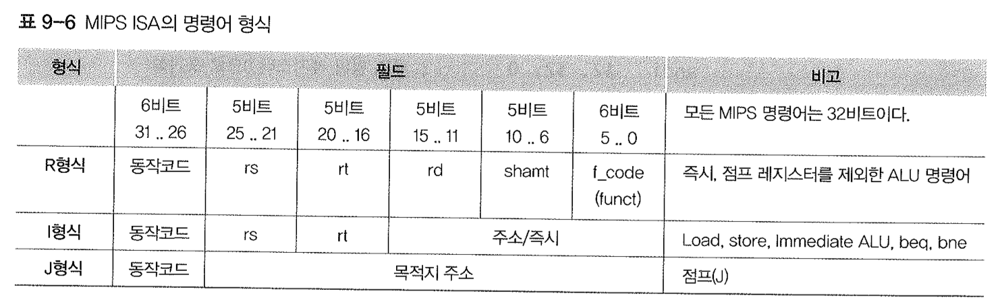 표 9-6 MIPS ISA의 명령어 형식
형식 필드 비고
6비트 5비트 5비트 5비트 5비트 6비트 모든 MIPS 명령어는 32비트이다.
31 .. 26 25 .. 21 20 .. 16 15 .. 11 10 .. 6 5 .. 0
R형식 동작코드 rs rt rd shamt f_code 즉시, 점프 레지스터를 제외한 ALU 명령어
(funct)
I형식 동작코드 rs rt 주소/즉시 Load, store, Immediate ALU, beq, bne
J형식 동작코드 목적지 주소 점프(J)